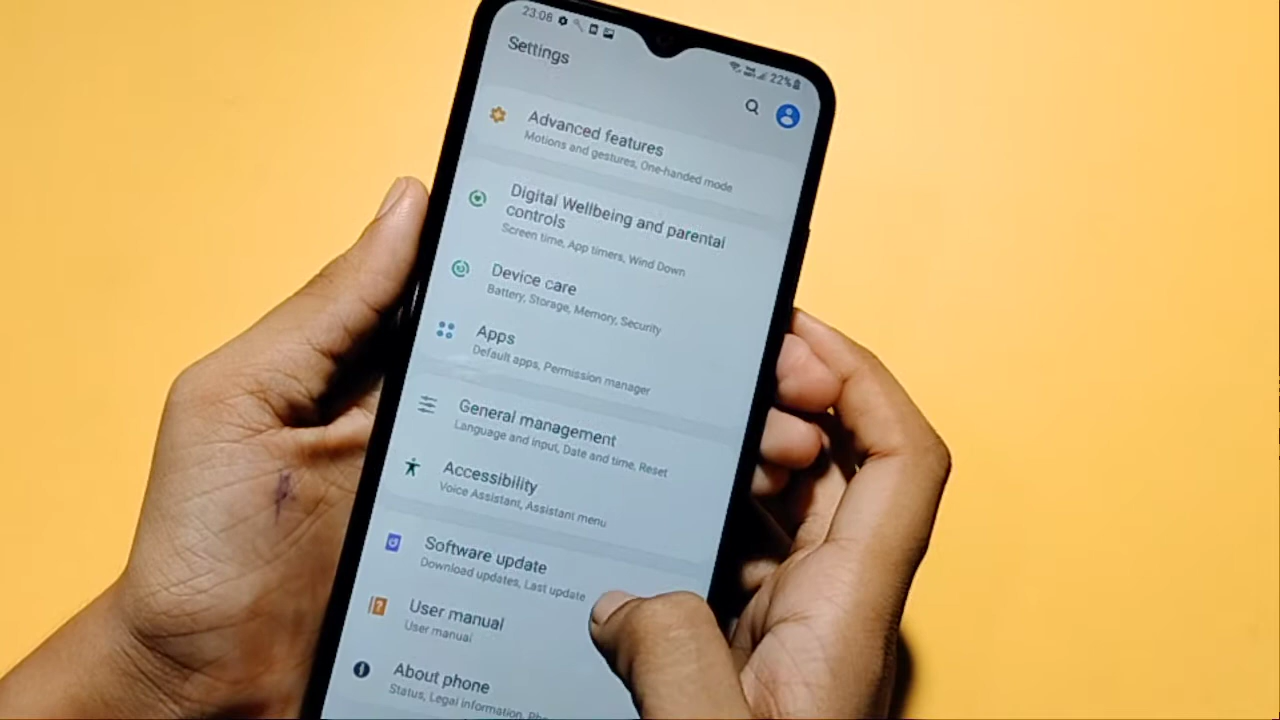 23:08
22%
Settings
Advanced features
Motions and gestures, One-handed mode
Digital Wellbeing and parental
controls
Screen time, App timers, Wind Down
Device care
Battery, Storage, Memory, Security
Apps
Default apps, Permission manager
General management
Language and input, Date and time, Reset
Accessibility
Voice Assistant, Assistant menu
Software update
Download updates, Last update
User manual
User manual
About phone
Status, Legal information,